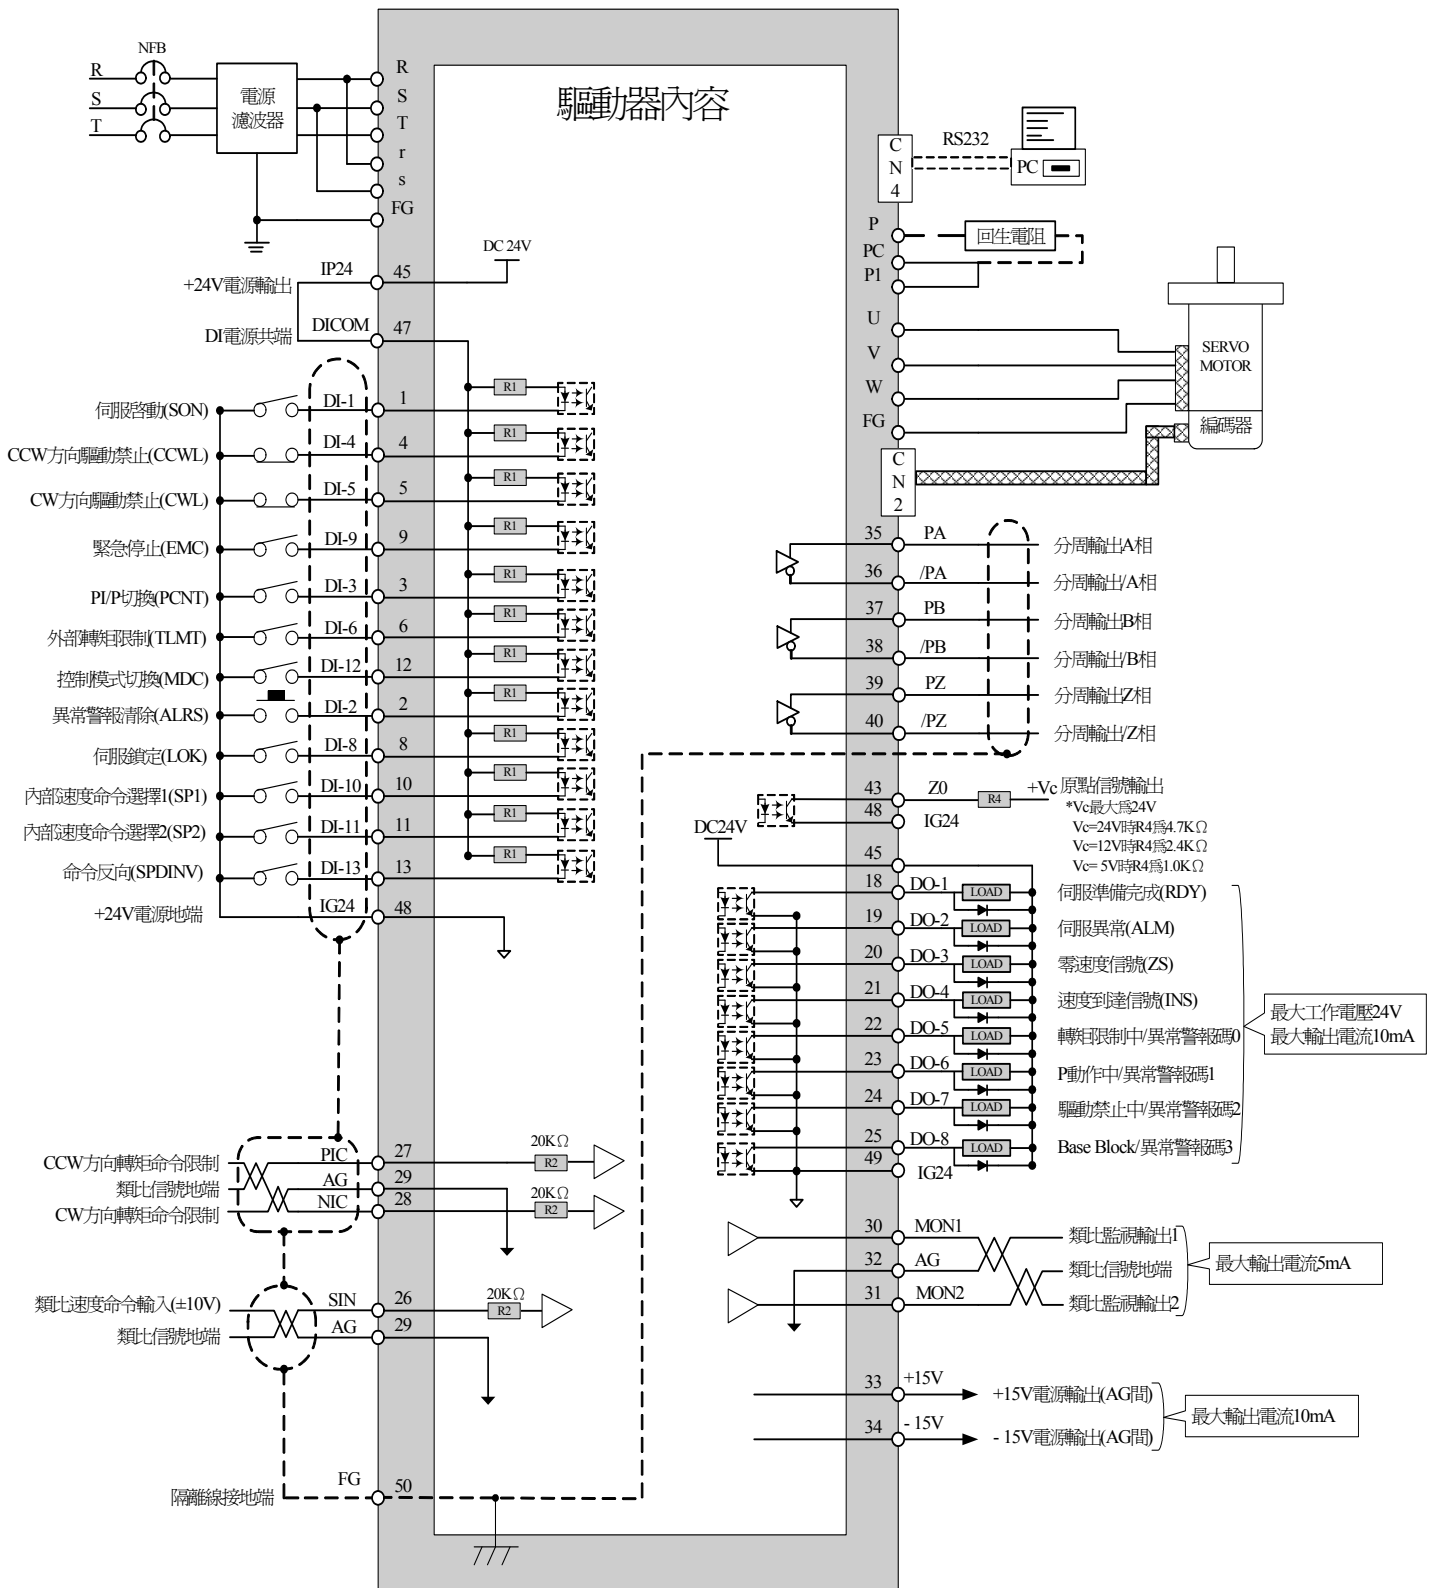 驅動器內容
NFB
R
S
T
電源
濾波器
R
S
T
r
s
FG
DC 24V
+24V電源輸出
IP24
45
DI電源共端
DICOM
47
伺服啓動(SON)
DI-1
1
R1
CCW方向驅動禁止(CCWL)
DI-4
4
R1
CW方向驅動禁止(CWL)
DI-5
5
R1
緊急停止(EMC)
DI-9
9
R1
PI/P切換(PCNT)
DI-3
3
R1
外部轉矩限制(TLMT)
DI-6
6
R1
控制模式切換(MDC)
DI-12
12
R1
異常警報清除(ALRS)
DI-2
2
R1
伺服鎖定(LOK)
DI-8
8
R1
內部速度命令選擇1(SP1)
DI-10
10
R1
內部速度命令選擇2(SP2)
DI-11
11
R1
命令反向(SPDINV)
DI-13
13
R1
+24V電源地端
IG24
48
CCW方向轉矩命令限制
PIC
27
20KΩ
R2
類比信號地端
AG
29
CW方向轉矩命令限制
NIC
28
20KΩ
R2
類比速度命令輸入(±10V)
SIN
26
20KΩ
R2
類比信號地端
AG
29
隔離線接地端
FG
50
C
N
4
RS232
PC
P
PC
P1
回生電阻
U
V
W
FG
SERVO
MOTOR
編碼器
C
N
2
35
PA
分周輸出A相
36
/PA
分周輸出/A相
37
PB
分周輸出B相
38
/PB
分周輸出/B相
39
PZ
分周輸出Z相
40
/PZ
分周輸出/Z相
43
Z0
R4
+Vc
原點信號輸出
48
IG24
*Vc最大爲24V
Vc=24V時R4爲4.7KΩ
Vc=12V時R4爲2.4KΩ
Vc= 5V時R4爲1.0KΩ
DC24V
45
18
DO-1
LOAD
伺服準備完成(RDY)
19
DO-2
LOAD
伺服異常(ALM)
20
DO-3
LOAD
零速度信號(ZS)
21
DO-4
LOAD
速度到達信號(INS)
22
DO-5
LOAD
轉矩限制中/異常警報碼0
23
DO-6
LOAD
P動作中/異常警報碼1
24
DO-7
LOAD
驅動禁止中/異常警報碼2
25
DO-8
LOAD
Base Block/異常警報碼3
49
IG24
最大工作電壓24V
最大輸出電流10mA
30
MON1
類比監視輸出1
32
AG
類比信號地端
31
MON2
類比監視輸出2
最大輸出電流5mA
33
+15V
+15V電源輸出(AG間)
34
- 15V
- 15V電源輸出(AG間)
最大輸出電流10mA